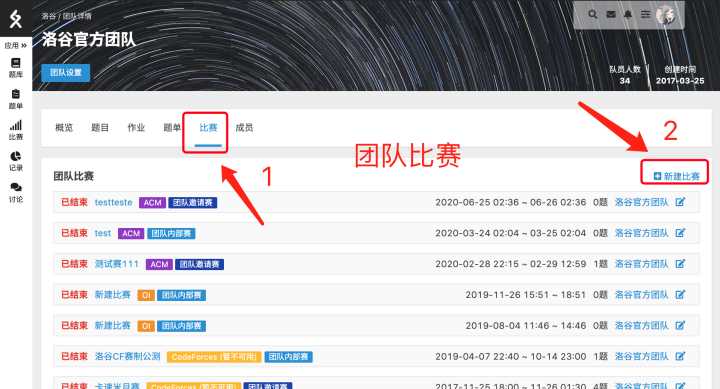 洛谷 / 团队详情
洛谷官方团队
应用
题库
题单
比赛
记录
讨论
团队设置
队员人数 创建时间
34 2017-03-25
概览 题目 作业 题单 比赛 成员
1
团队比赛
2
团队比赛 新建比赛
已结束 testteste ACM 团队邀请赛 2020-06-25 02:36 ~ 06-26 02:36 0题 洛谷官方团队
已结束 test ACM 团队内部赛 2020-03-24 02:04 ~ 03-25 02:04 0题 洛谷官方团队
已结束 测试赛111 ACM 团队邀请赛 2020-02-28 22:15 ~ 02-29 12:59 1题 洛谷官方团队
已结束 新建比赛 OI 团队内部赛 2019-11-26 15:51 ~ 18:51 0题 洛谷官方团队
已结束 新建比赛 OI 团队内部赛 2019-08-04 11:46 ~ 14:46 0题 洛谷官方团队
已结束 洛谷CF赛制公测 CodeForces (暂不可用) 团队内部赛 2019-04-07 22:40 ~ 10-14 23:00 1题 洛谷官方团队
已结束 卡速米月赛 CodeForces (暂不可用) 团队邀请赛 2017-11-25 18:00 ~ 11-26 01:30 4题 洛谷官方团队